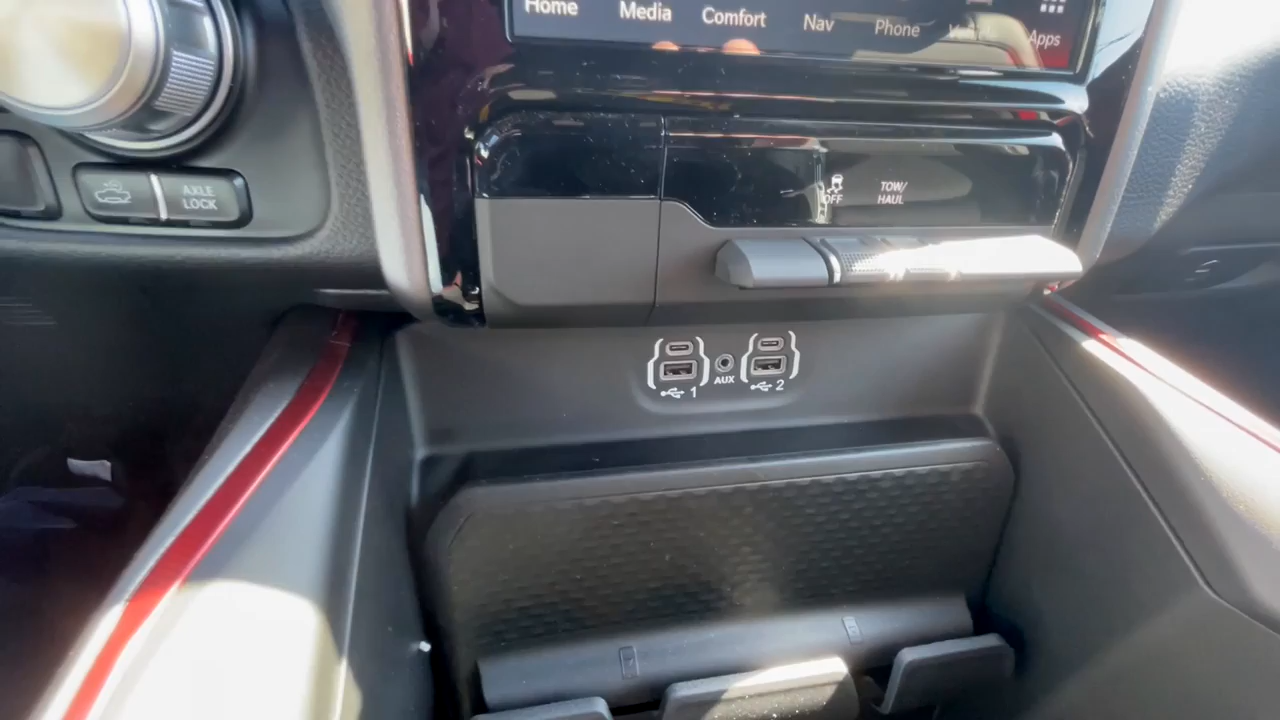 Home Media Comfort Nav Phone Apps
AXLE
LOCK
OFF
TOW/
HAUL
AUX
1
2